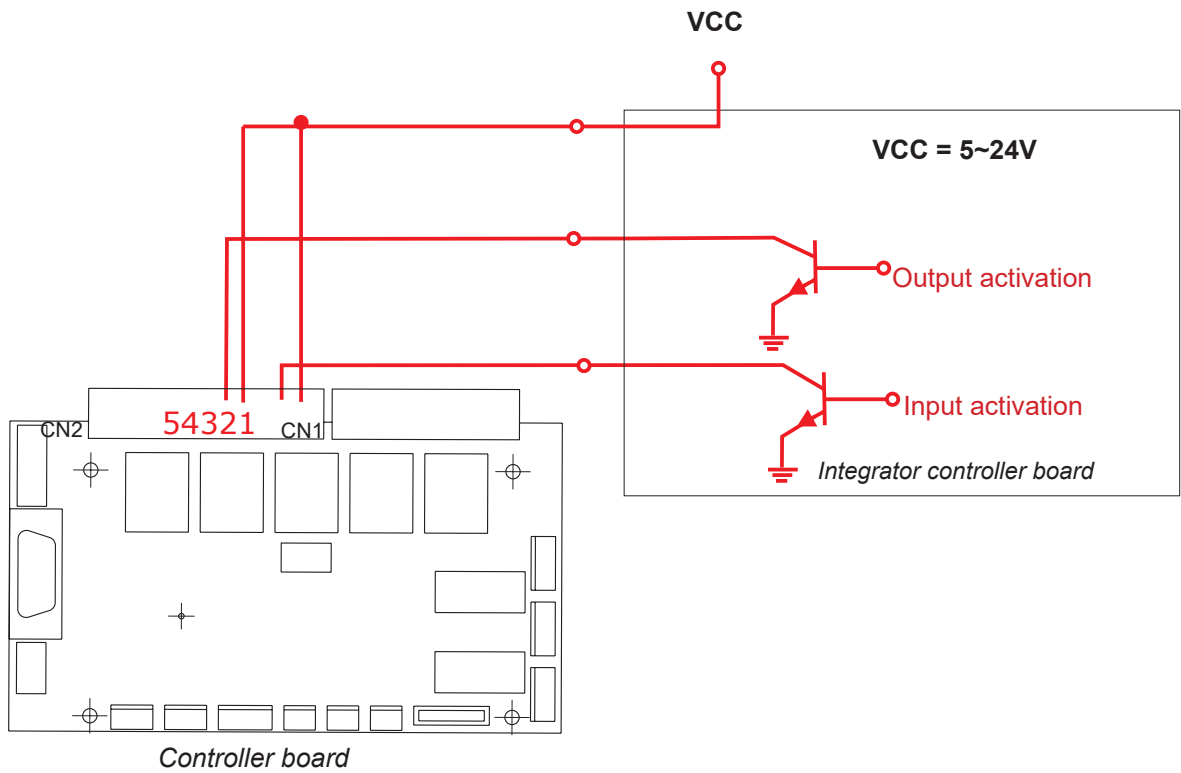 VCC
VCC = 5~24V
Output activation
Input activation
Integrator controller board
CN2
54321
CN1
Controller board